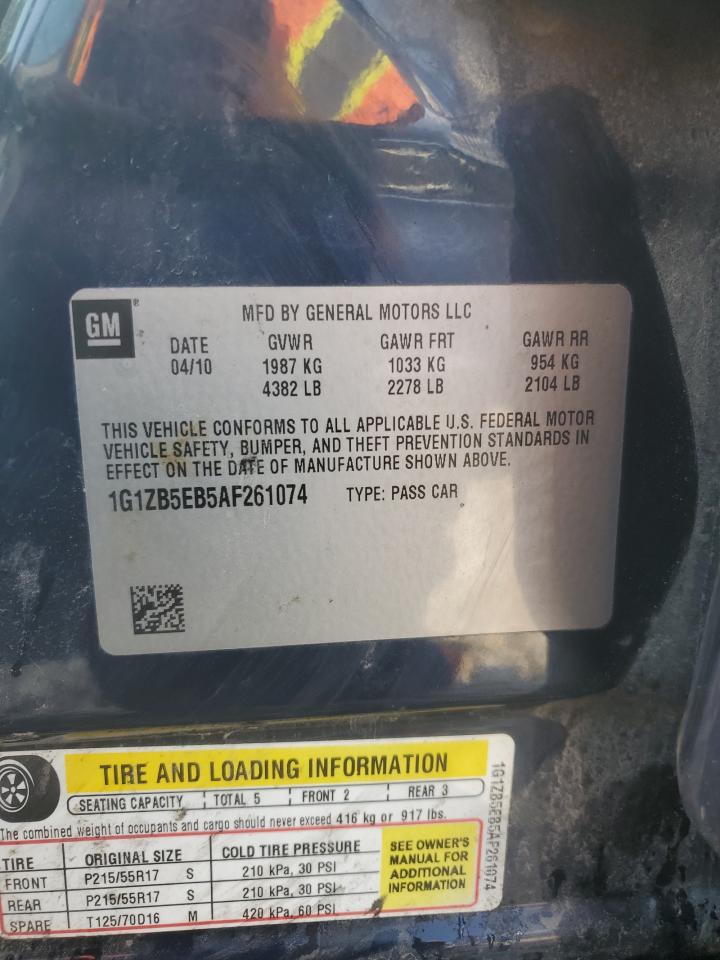 GM ®
MFD BY GENERAL MOTORS LLC
DATE GVWR GAWR FRT GAWR RR
04/10 1987 KG 1033 KG 954 KG
4382 LB 2278 LB 2104 LB
THIS VEHICLE CONFORMS TO ALL APPLICABLE U.S. FEDERAL MOTOR
VEHICLE SAFETY, BUMPER, AND THEFT PREVENTION STANDARDS IN
EFFECT ON THE DATE OF MANUFACTURE SHOWN ABOVE.
1G1ZB5EB5AF261074 TYPE: PASS CAR
TIRE AND LOADING INFORMATION
SEATING CAPACITY TOTAL 5 FRONT 2 REAR 3
The combined weight of occupants and cargo should never exceed 416 kg or 917 lbs.
TIRE ORIGINAL SIZE COLD TIRE PRESSURE
FRONT P215/55R17 S 210 kPa, 30 PSI
REAR P215/55R17 S 210 kPa, 30 PSI
SPARE T125/70D16 M 420 kPa, 60 PSI
SEE OWNER'S
MANUAL FOR
ADDITIONAL
INFORMATION
1G1ZB5EB5AF261074